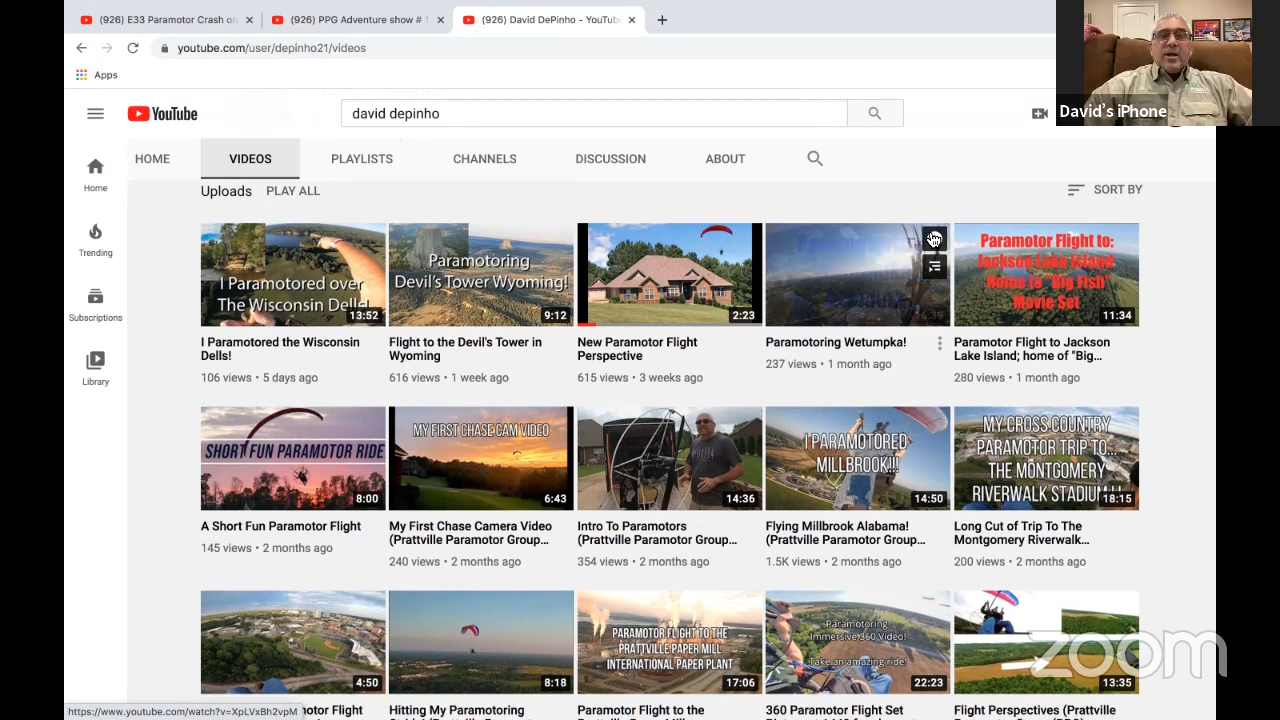 (926) E33 Paramotor Crash on
(926) PPG Adventure show # 1
(926) David DePinho - YouTube
youtube.com/user/depinho21/videos
Apps
David's iPhone
YouTube
david depinho
HOME
VIDEOS
PLAYLISTS
CHANNELS
DISCUSSION
ABOUT
Home
Trending
Subscriptions
Library
Uploads
PLAY ALL
SORT BY
I Paramotored over
The Wisconsin Dells!
13:52
Paramotoring
Devil's Tower Wyoming!
9:12
2:23
16:39
Paramotor Flight to:
Jackson Lake Island
Home to "Big Fish"
Movie Set
11:34
I Paramotored the Wisconsin
Dells!
106 views • 5 days ago
Flight to the Devil's Tower in
Wyoming
616 views • 1 week ago
New Paramotor Flight
Perspective
615 views • 3 weeks ago
Paramotoring Wetumpka!
237 views • 1 month ago
Paramotor Flight to Jackson
Lake Island; home of "Big...
280 views • 1 month ago
SHORT FUN PARAMOTOR RIDE
8:00
MY FIRST CHASE CAM VIDEO
6:43
14:36
I PARAMOTORED
MILLBROOK!!!
14:50
MY CROSS COUNTRY
PARAMOTOR TRIP TO...
THE MONTGOMERY
RIVERWALK STADIUM!!
18:15
A Short Fun Paramotor Flight
145 views • 2 months ago
My First Chase Camera Video
(Prattville Paramotor Group...
240 views • 2 months ago
Intro To Paramotors
(Prattville Paramotor Group...
354 views • 2 months ago
Flying Millbrook Alabama!
(Prattville Paramotor Group...
1.5K views • 2 months ago
Long Cut of Trip To The
Montgomery Riverwalk...
200 views • 2 months ago
4:50
8:18
PARAMOTOR FLIGHT TO THE
PRATTVILLE PAPER MILL
INTERNATIONAL PAPER PLANT
17:06
Paramotoring
Immersive 360 Video!
Take an amazing ride!
22:23
13:35
zoom
https://www.youtube.com/watch?v=XpLVxBh2vpM
motor Flight
Hitting My Paramotoring
Paramotor Flight to the
360 Paramotor Flight Set
Flight Perspectives (Prattville